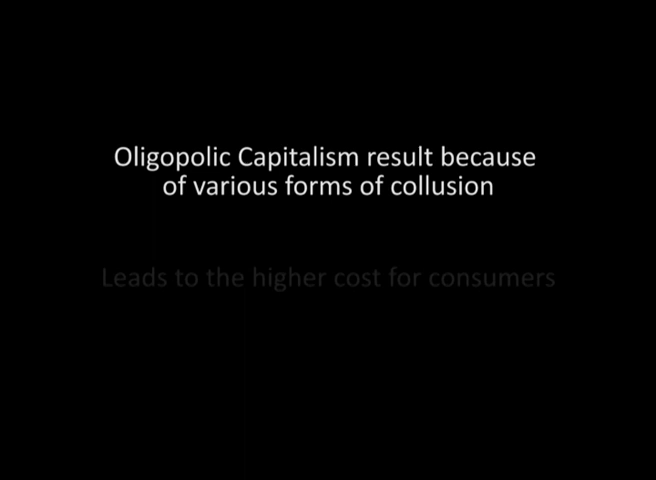 Oligopolic Capitalism result because
of various forms of collusion
Leads to the higher cost for consumers